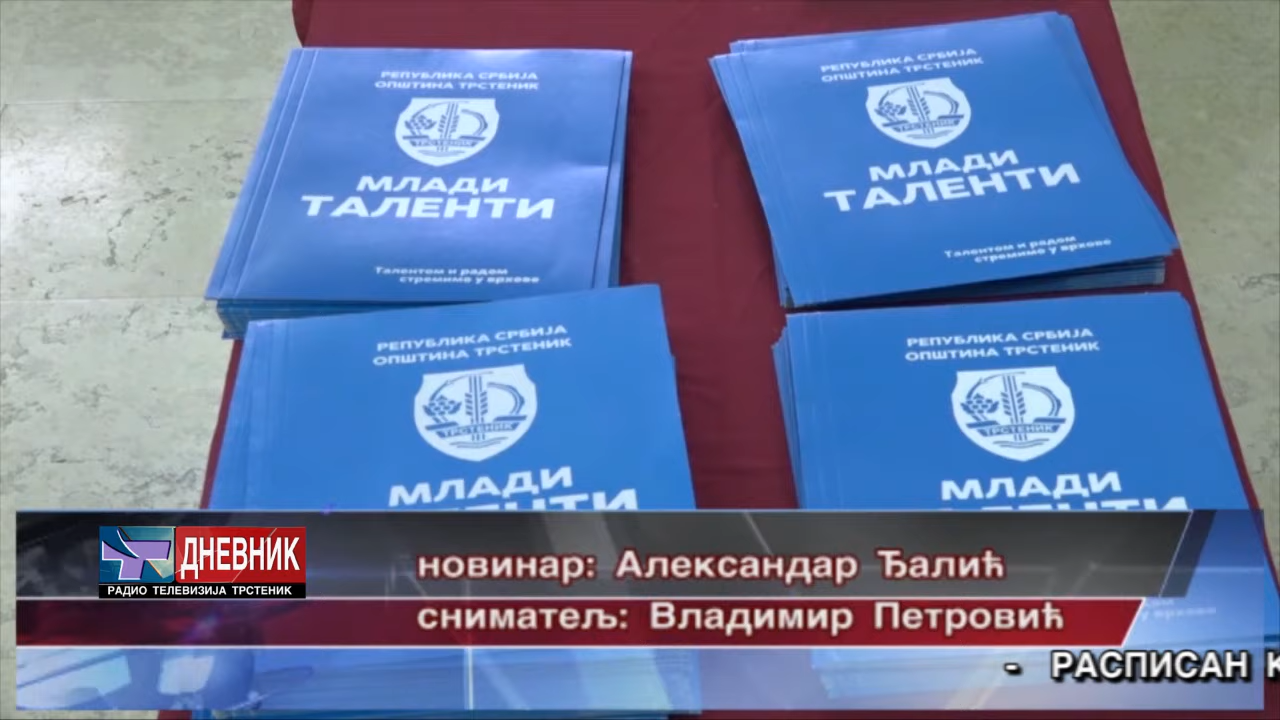 РЕПУБЛИКА СРБИЈА
ОПШТИНА ТРСТЕНИК
ТРСТЕНИК
МЛАДИ
ТАЛЕНТИ
Талентом и радом
стремимо у врхове
РЕПУБЛИКА СРБИЈА
ОПШТИНА ТРСТЕНИК
ТРСТЕНИК
МЛАДИ
ТАЛЕНТИ
Талентом и радом
стремимо у врхове
РЕПУБЛИКА СРБИЈА
ОПШТИНА ТРСТЕНИК
ТРСТЕНИК
МЛАДИ
РЕПУБЛИКА СРБИЈА
ОПШТИНА ТРСТЕНИК
ТРСТЕНИК
МЛАДИ
ДНЕВНИК
РАДИО ТЕЛЕВИЗИЈА ТРСТЕНИК
новинар: Александар Ђалић
сниматељ: Владимир Петровић
- РАСПИСАН